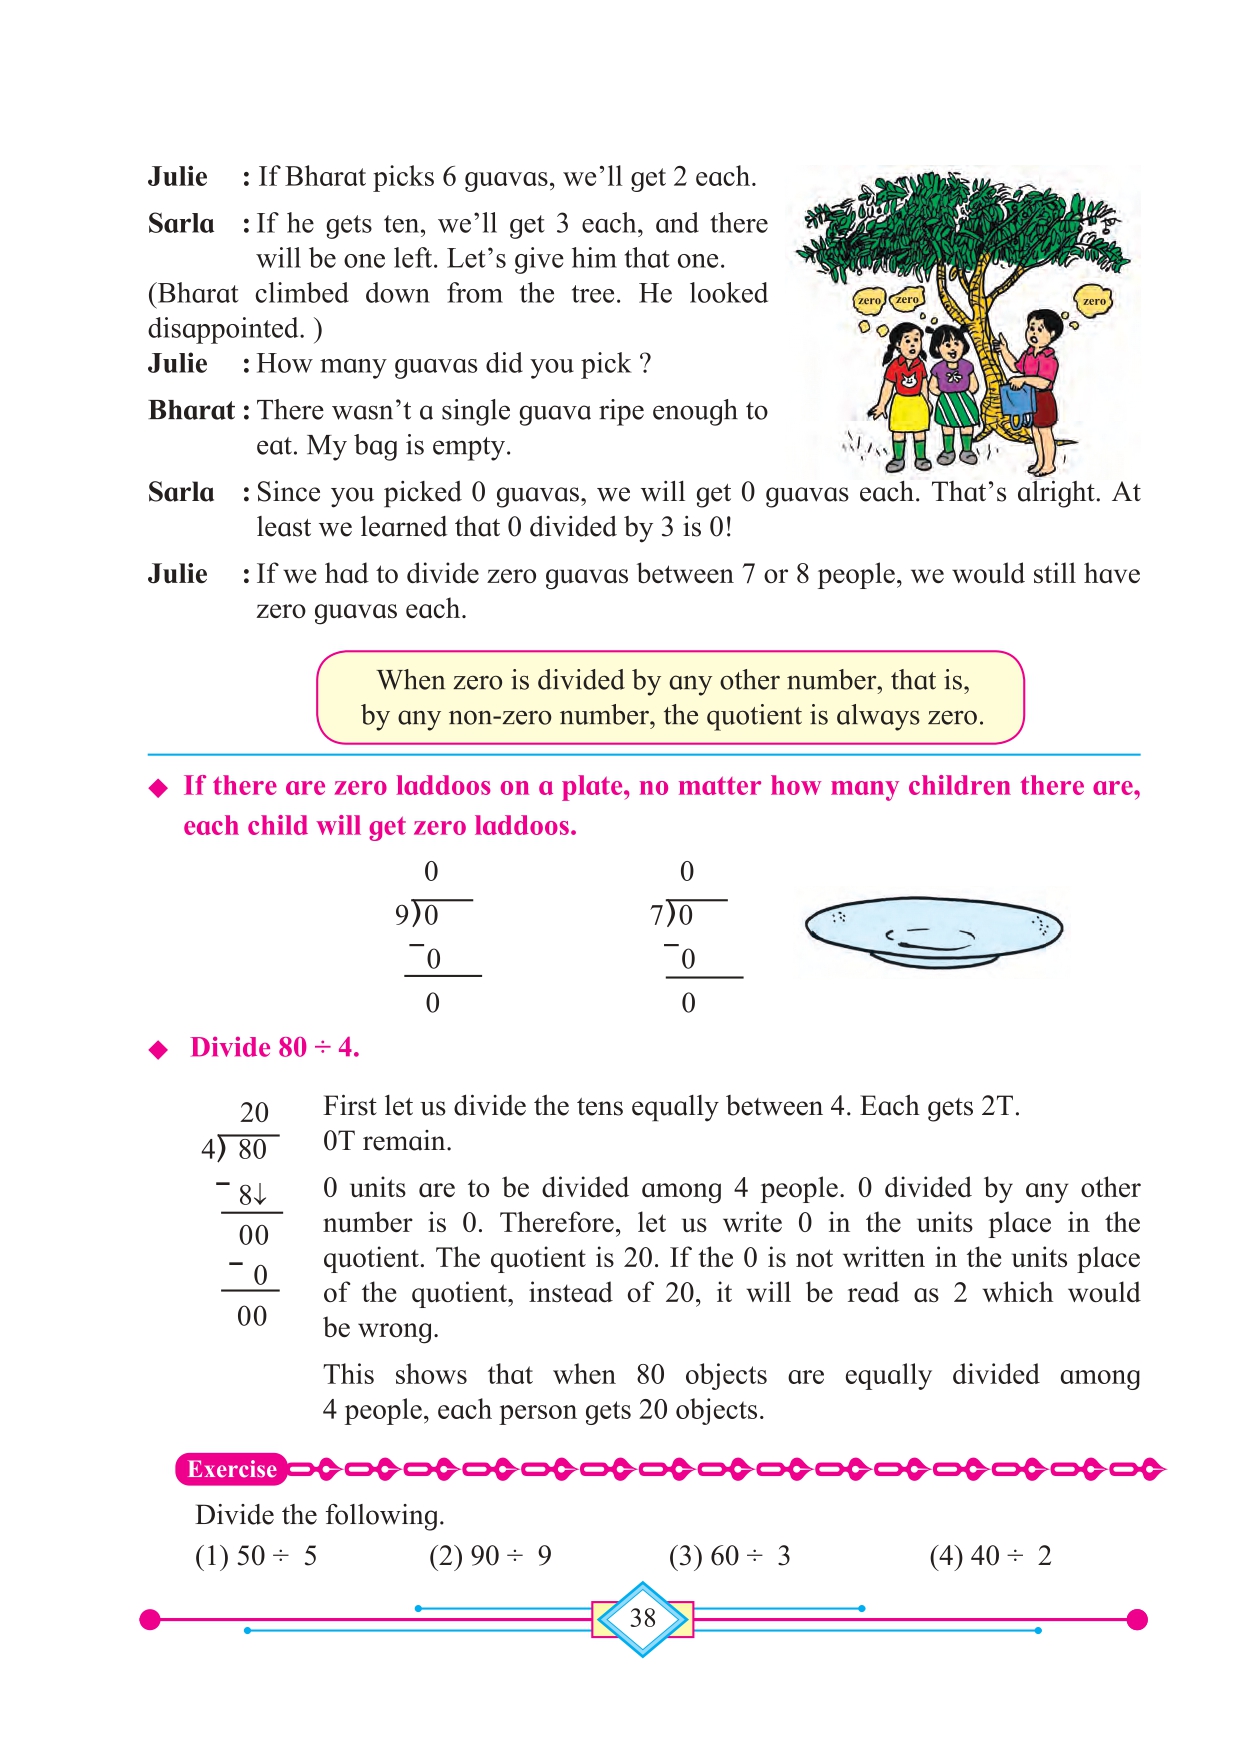 Julie : If Bharat picks 6 guavas, we’ll get 2 each.
Sarla : If he gets ten, we’ll get 3 each, and there
will be one left. Let’s give him that one.
(Bharat climbed down from the tree. He looked
disappointed. )
zero zero zero
Julie : How many guavas did you pick ?
Bharat : There wasn’t a single guava ripe enough to
eat. My bag is empty.
Sarla : Since you picked 0 guavas, we will get 0 guavas each. That’s alright. At
least we learned that 0 divided by 3 is 0!
Julie : If we had to divide zero guavas between 7 or 8 people, we would still have
zero guavas each.
When zero is divided by any other number, that is,
by any non-zero number, the quotient is always zero.
◆ If there are zero laddoos on a plate, no matter how many children there are,
each child will get zero laddoos.
0
9)0
− 0
0
0
7)0
− 0
0
◆ Divide 80 ÷ 4.
20
4) 80
− 8↓
00
− 0
00
First let us divide the tens equally between 4. Each gets 2T.
0T remain.
0 units are to be divided among 4 people. 0 divided by any other
number is 0. Therefore, let us write 0 in the units place in the
quotient. The quotient is 20. If the 0 is not written in the units place
of the quotient, instead of 20, it will be read as 2 which would
be wrong.
This shows that when 80 objects are equally divided among
4 people, each person gets 20 objects.
Exercise
Divide the following.
(1) 50 ÷ 5 (2) 90 ÷ 9 (3) 60 ÷ 3 (4) 40 ÷ 2
38